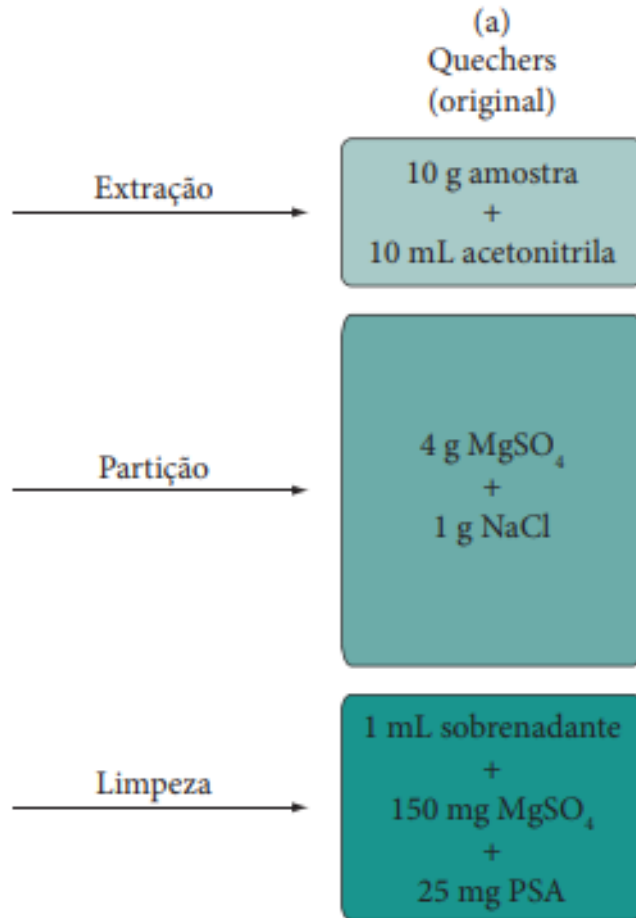 (a)
Quechers
(original)
Extração
10 g amostra
+
10 mL acetonitrila
Partição
4 g MgSO₄
+
1 g NaCl
Limpeza
1 mL sobrenadante
+
150 mg MgSO₄
+
25 mg PSA